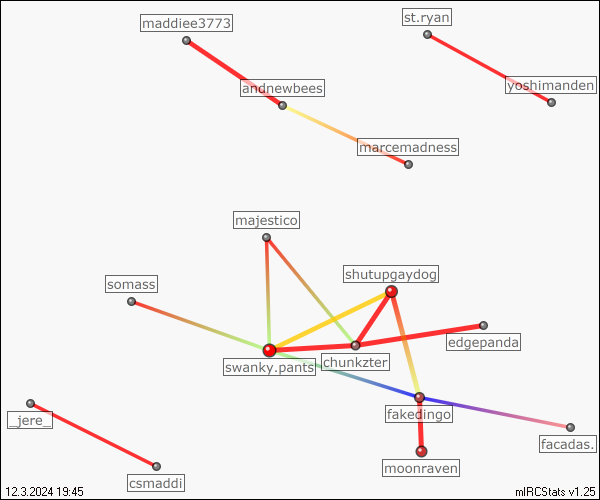 st.ryan
maddiee3773
yoshimanden
andnewbees
marcemadness
majestico
shutupgaydog
somass
edgepanda
chunkzter
swanky.pants
fakedingo
_jere_
facadas.
moonraven
csmaddi
12.3.2024 19:45
mIRCStats v1.25